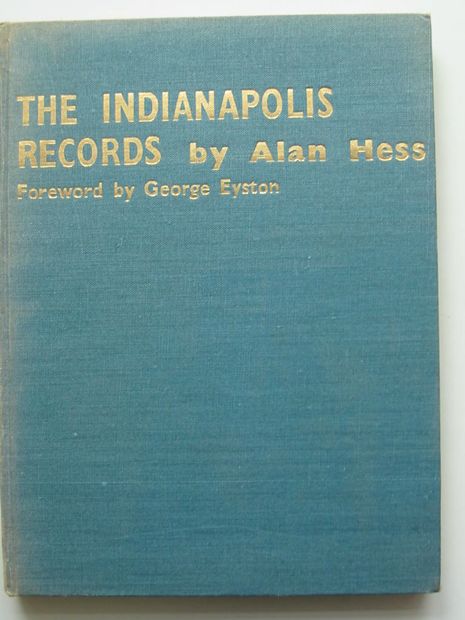 THE INDIANAPOLIS
RECORDS by Alan Hess
Foreword by George Eyston